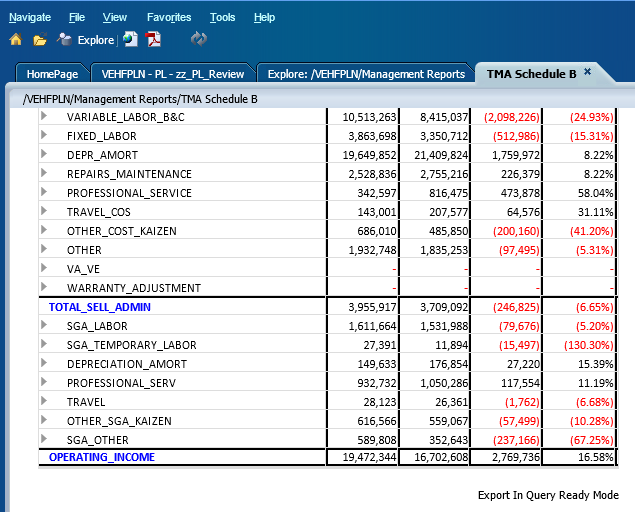 Navigate File View Favorites Tools Help
Explore
HomePage VEHFPLN - PL - zz_PL_Review Explore: /VEHFPLN/Management Reports TMA Schedule B ×
/VEHFPLN/Management Reports/TMA Schedule B
VARIABLE_LABOR_B&C 10,513,263 8,415,037 (2,098,226) (24.93%)
FIXED_LABOR 3,863,698 3,350,712 (512,986) (15.31%)
DEPR_AMORT 19,649,852 21,409,824 1,759,972 8.22%
REPAIRS_MAINTENANCE 2,528,836 2,755,216 226,379 8.22%
PROFESSIONAL_SERVICE 342,597 816,475 473,878 58.04%
TRAVEL_COS 143,001 207,577 64,576 31.11%
OTHER_COST_KAIZEN 686,010 485,850 (200,160) (41.20%)
OTHER 1,932,748 1,835,253 (97,495) (5.31%)
VA_VE - - - -
WARRANTY_ADJUSTMENT - - - -
TOTAL_SELL_ADMIN 3,955,917 3,709,092 (246,825) (6.65%)
SGA_LABOR 1,611,664 1,531,988 (79,676) (5.20%)
SGA_TEMPORARY_LABOR 27,391 11,894 (15,497) (130.30%)
DEPRECIATION_AMORT 149,633 176,854 27,220 15.39%
PROFESSIONAL_SERV 932,732 1,050,286 117,554 11.19%
TRAVEL 28,123 26,361 (1,762) (6.68%)
OTHER_SGA_KAIZEN 616,566 559,067 (57,499) (10.28%)
SGA_OTHER 589,808 352,643 (237,166) (67.25%)
OPERATING_INCOME 19,472,344 16,702,608 2,769,736 16.58%
Export In Query Ready Mode